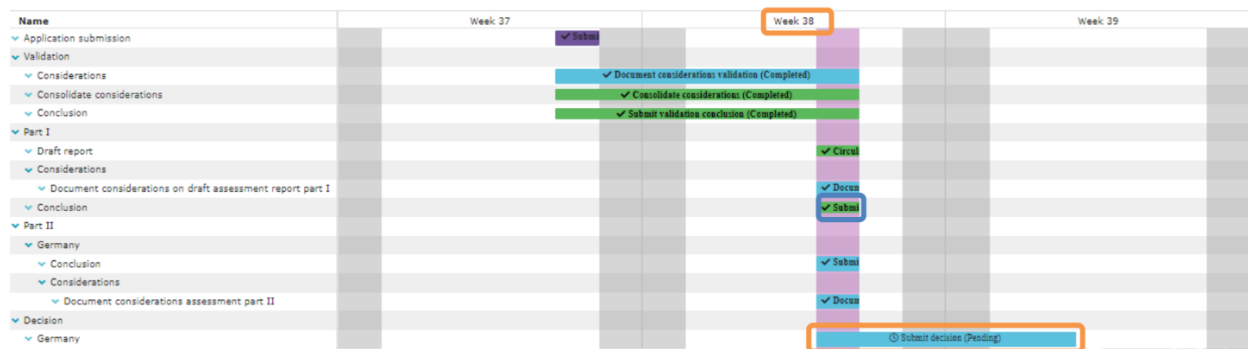 Name Week 37 Week 38 Week 39
Application submission ✔ Submi
Validation
Considerations ✔ Document considerations validation (Completed)
Consolidate considerations ✔ Consolidate considerations (Completed)
Conclusion ✔ Submit validation conclusion (Completed)
Part I
Draft report ✔ Circul
Considerations
Document considerations on draft assessment report part I ✔ Docum
Conclusion ✔ Submi
Part II
Germany
Conclusion ✔ Submi
Considerations
Document considerations assessment part II ✔ Docum
Decision
Germany Submit decision (Pending)